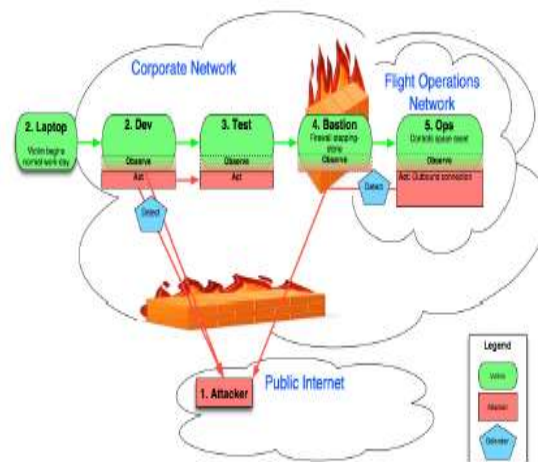 Corporate Network
Flight Operations
Network
2. Laptop
Victim begins
normal work day
2. Dev
Observe
Act
3. Test
Observe
Act
4. Bastion
Firewall stepping-
stone
Observe
5. Ops
Controls space asset
Observe
Act: Outbound connection
Detect
Detect
1. Attacker
Public Internet
Legend
Victim
Attacker
Defender